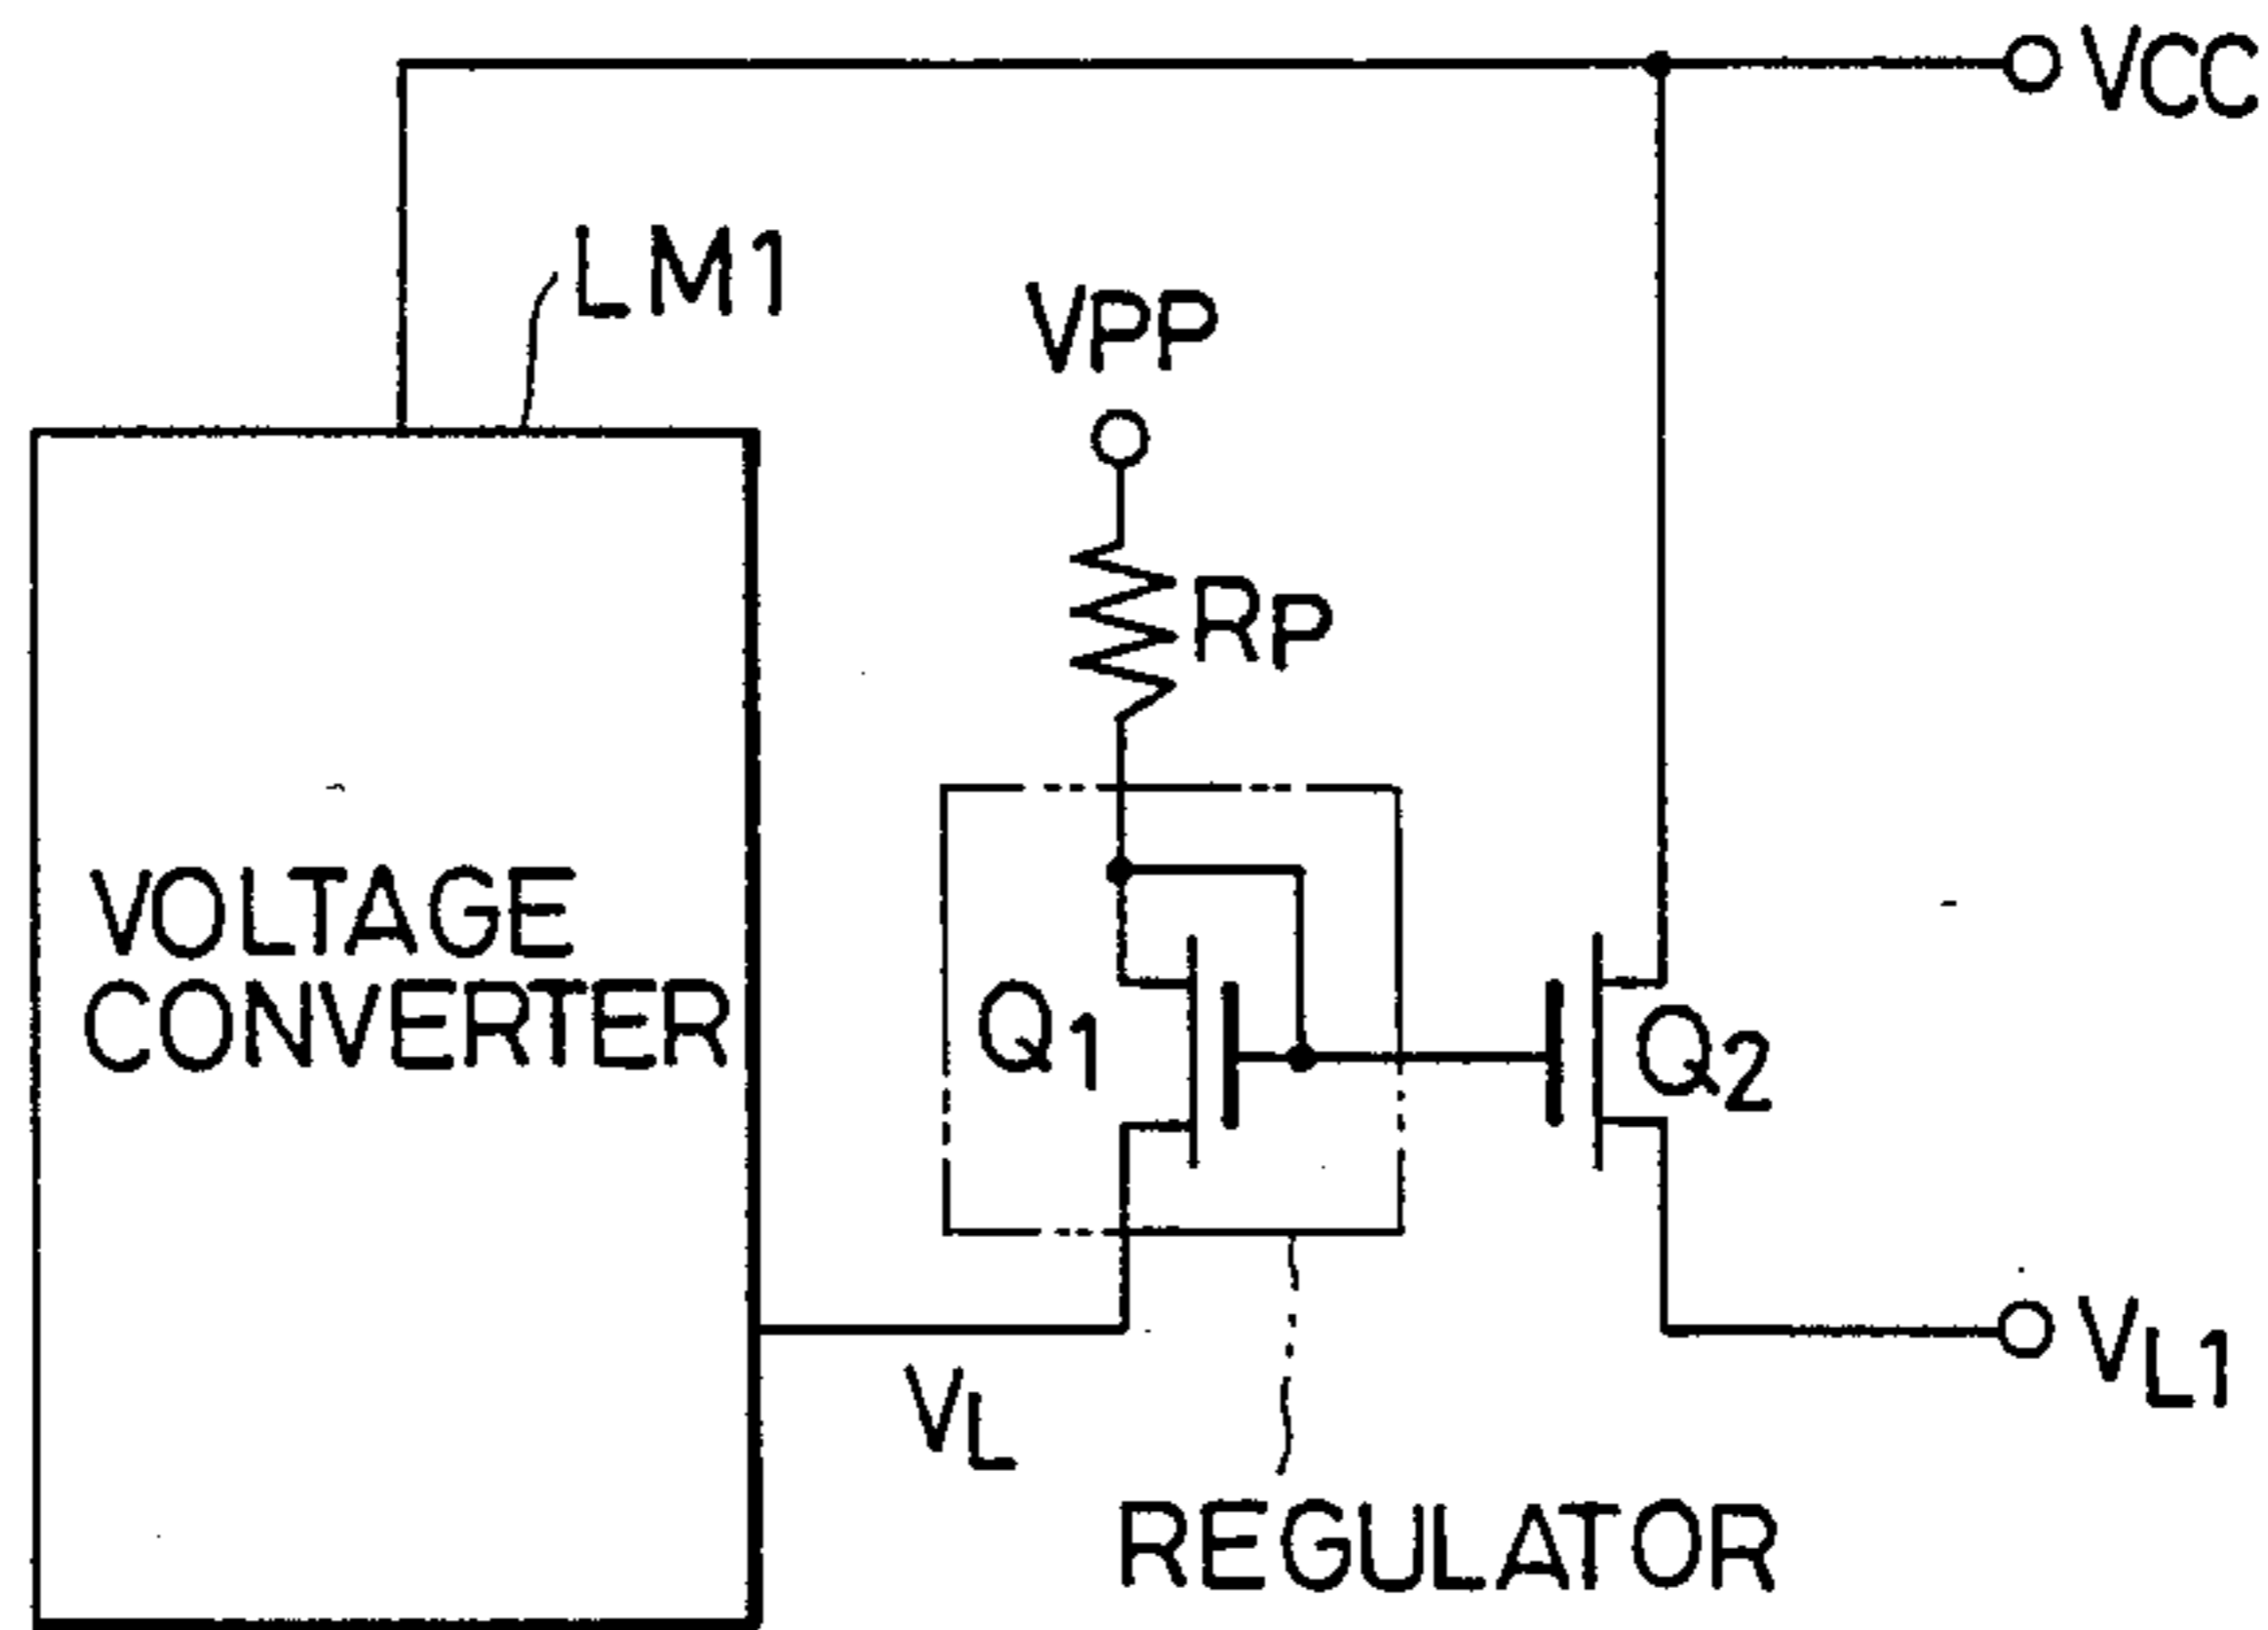 VCC
LM1
VPP
RP
VOLTAGE
CONVERTER
Q1
Q2
VL
VL1
REGULATOR